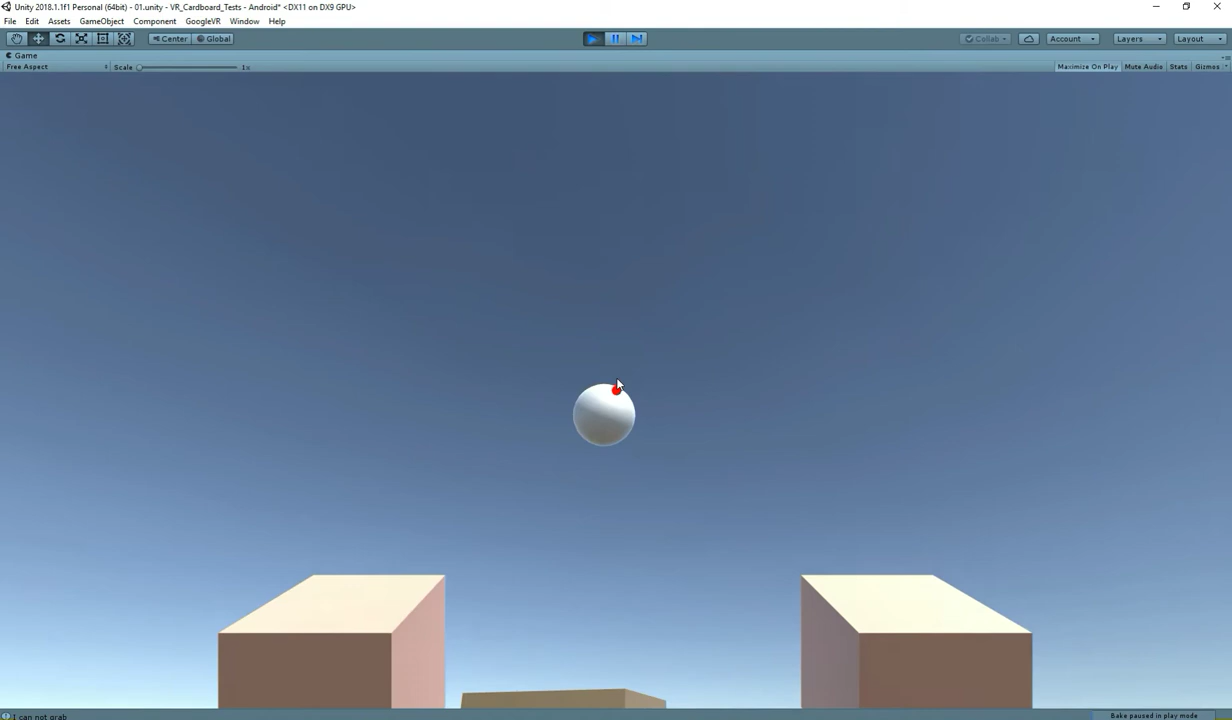 Unity 2018.1.1f1 Personal (64bit) - 01.unity - VR_Cardboard_Tests - Android* <DX11 on DX9 GPU>
File Edit Assets GameObject Component GoogleVR Window Help
Center Global Collab Account Layers Layout
Game
Free Aspect Scale 1x Maximize On Play Mute Audio Stats Gizmos
I can not grab Bake paused in play mode